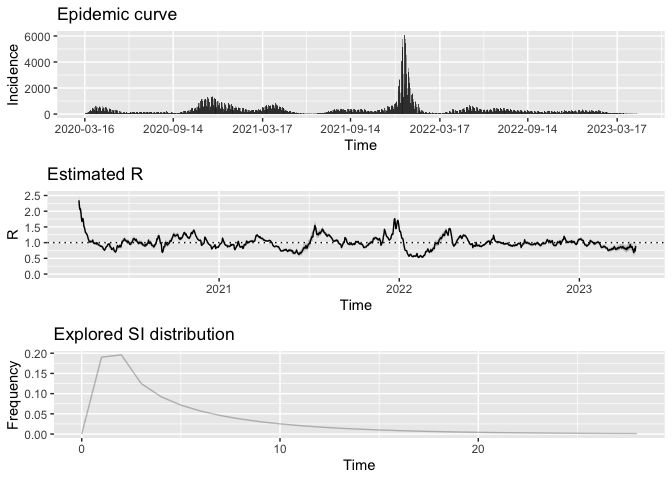 Epidemic curve
Incidence
6000
4000
2000
0
2020-03-16 2020-09-14 2021-03-17 2021-09-14 2022-03-17 2022-09-14 2023-03-17
Time
Estimated R
R
2.5
2.0
1.5
1.0
0.5
0.0
2021 2022 2023
Time
Explored SI distribution
Frequency
0.20
0.15
0.10
0.05
0.00
0 10 20
Time